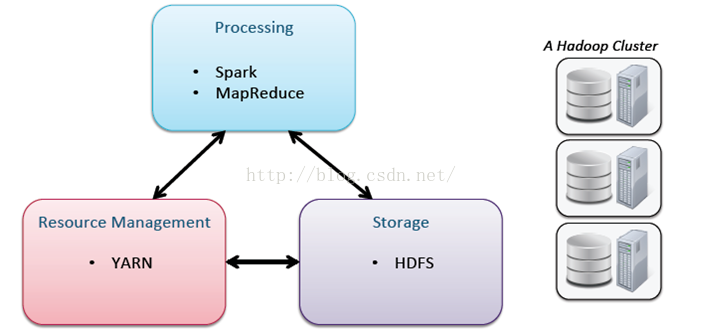 Processing
• Spark
• MapReduce
A Hadoop Cluster
http://blog.csdn.net/
Resource Management
• YARN
Storage
• HDFS